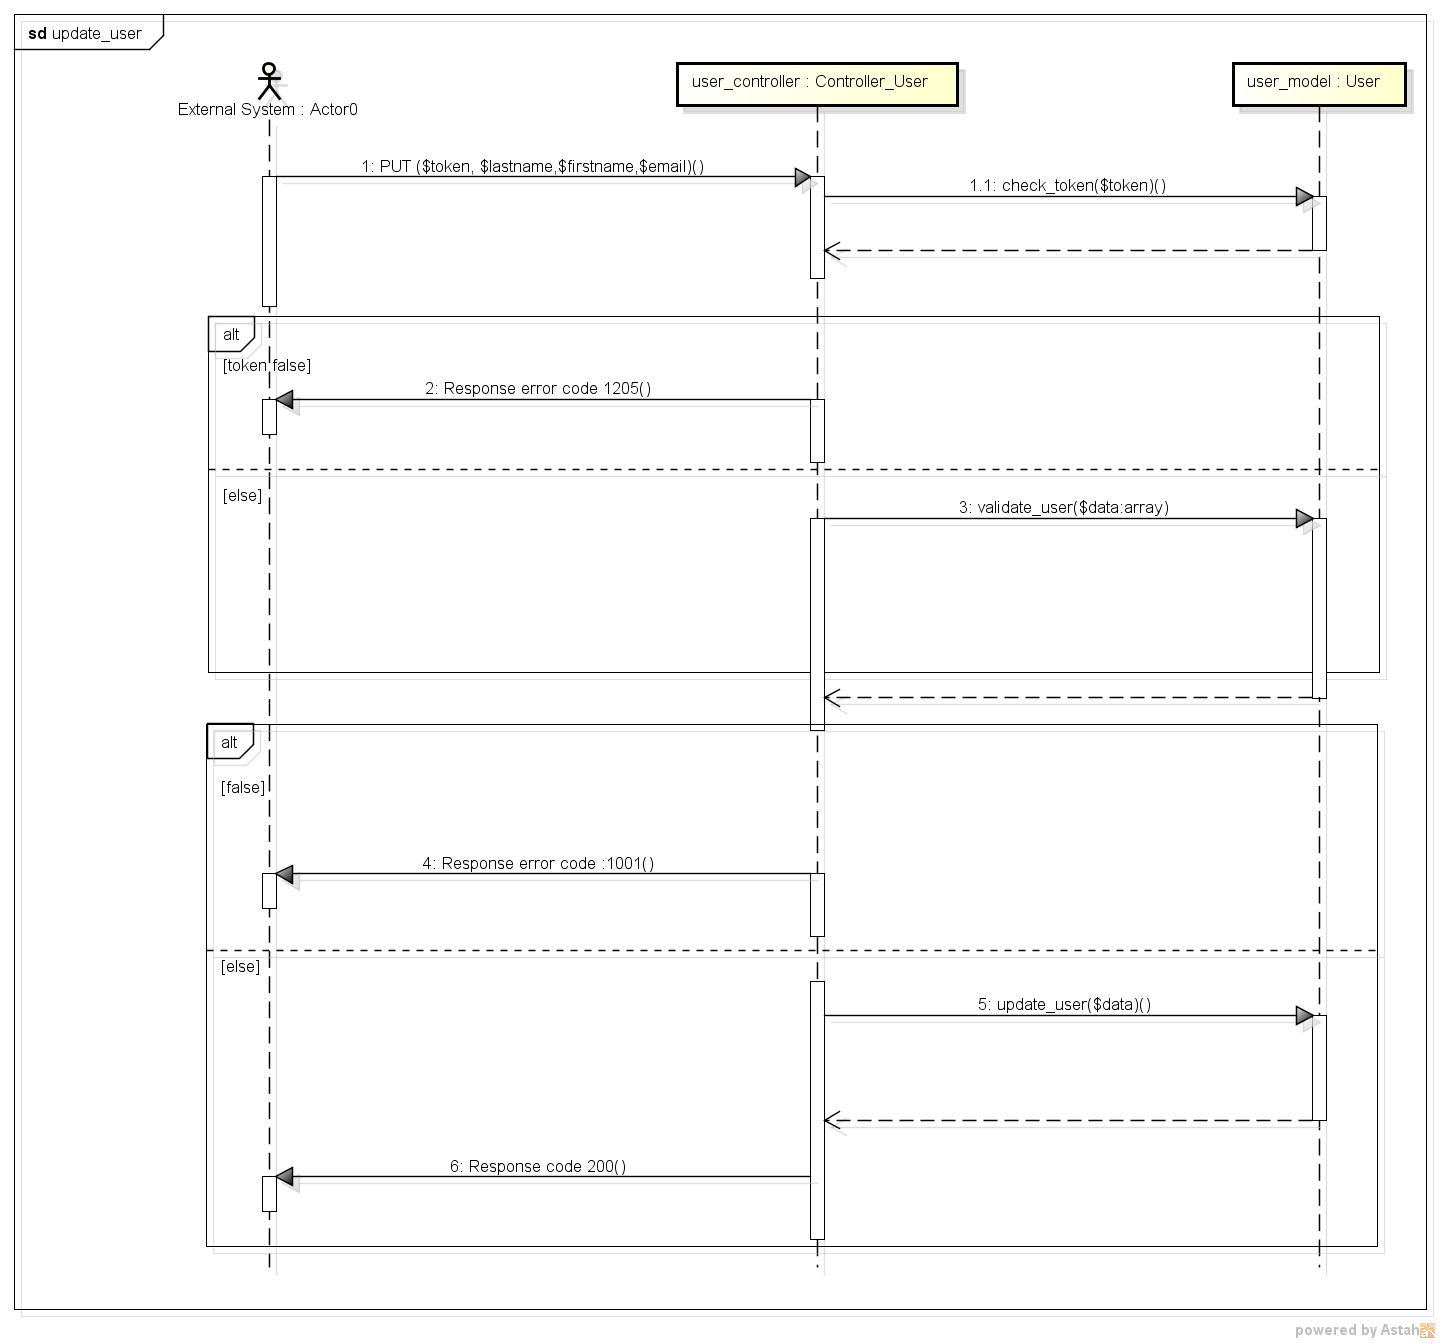 sd update_user
External System : Actor0
user_controller : Controller_User
user_model : User
1: PUT ($token, $lastname,$firstname,$email)()
1.1: check_token($token)()
alt
[token false]
2: Response error code 1205()
[else]
3: validate_user($data:array)
alt
[false]
4: Response error code :1001()
[else]
5: update_user($data)()
6: Response code 200()
powered by Astah